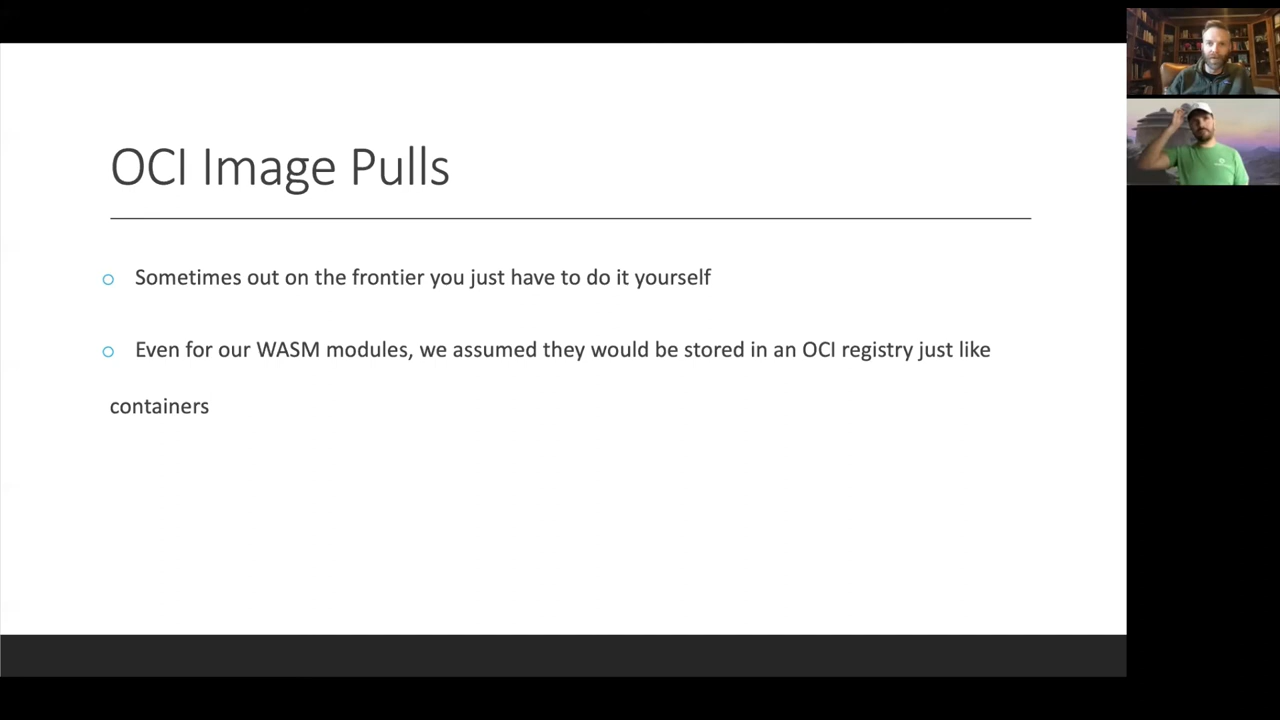 OCI Image Pulls
Sometimes out on the frontier you just have to do it yourself
Even for our WASM modules, we assumed they would be stored in an OCI registry just like
containers